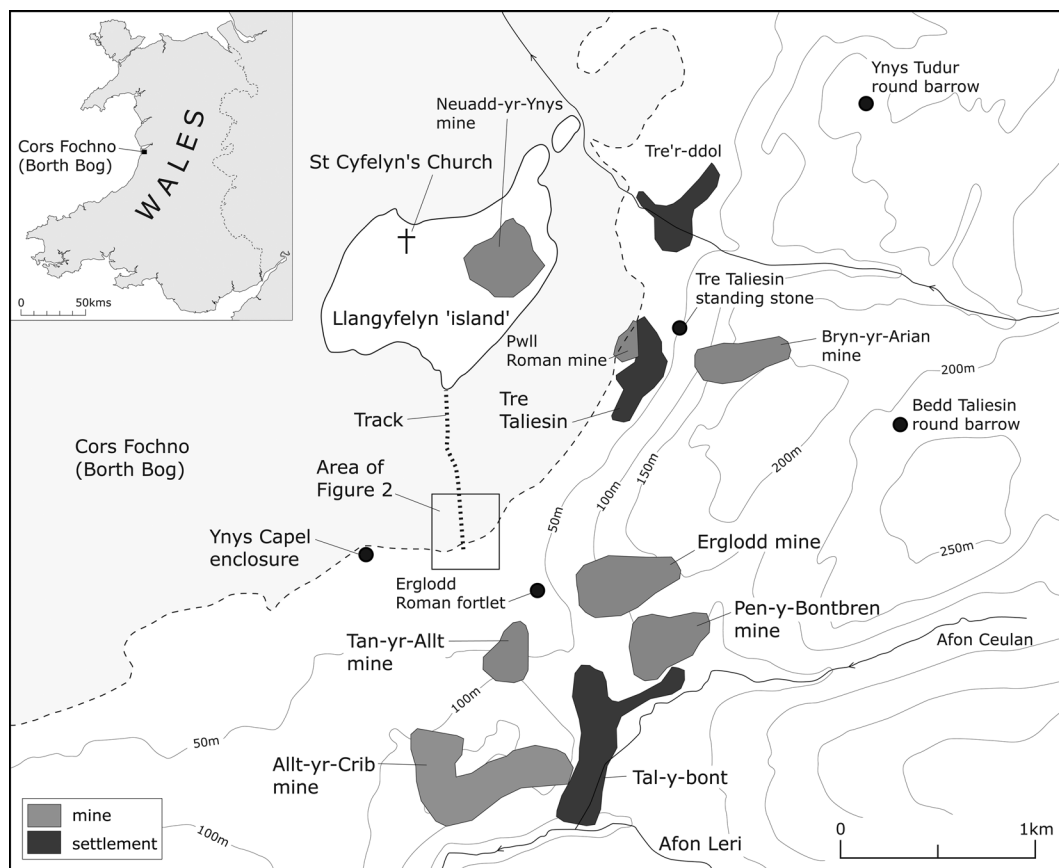 Cors Fochno
(Borth Bog)
WALES
0
50kms
Neuadd-yr-Ynys
mine
St Cyfelyn's Church
Llangyfelyn 'island'
Ynys Tudur
round barrow
Tre'r-ddol
Tre Taliesin
standing stone
Pwll
Roman mine
Bryn-yr-Arian
mine
Tre
Taliesin
200m
Bedd Taliesin
round barrow
Track
Cors Fochno
(Borth Bog)
Area of
Figure 2
50m
100m
150m
200m
250m
Ynys Capel
enclosure
Erglodd
Roman fortlet
Erglodd mine
Pen-y-Bontbren
mine
Afon Ceulan
Tan-yr-Allt
mine
100m
50m
Allt-yr-Crib
mine
Tal-y-bont
mine
settlement
100m
Afon Leri
0
1km